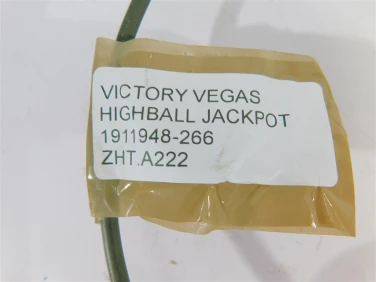 VICTORY VEGAS
HIGHBALL JACKPOT
1911948-266
ZHT.A222